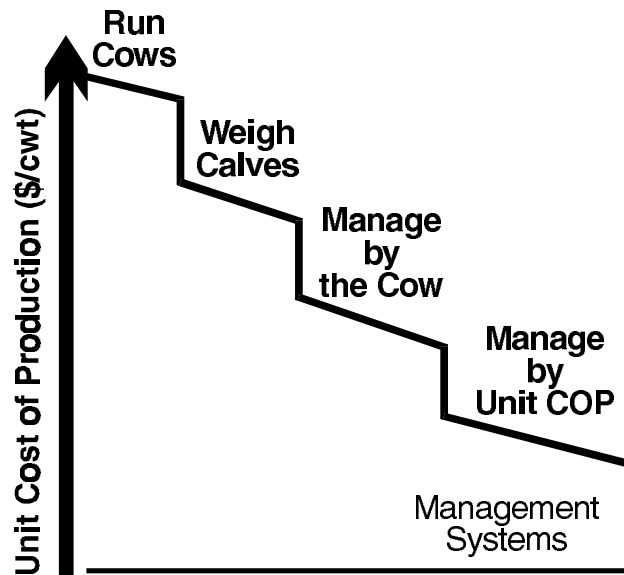 Run
Cows
Weigh
Calves
Manage
by
the Cow
Manage
by
Unit COP
Management
Systems
Unit Cost of Production ($/cwt)